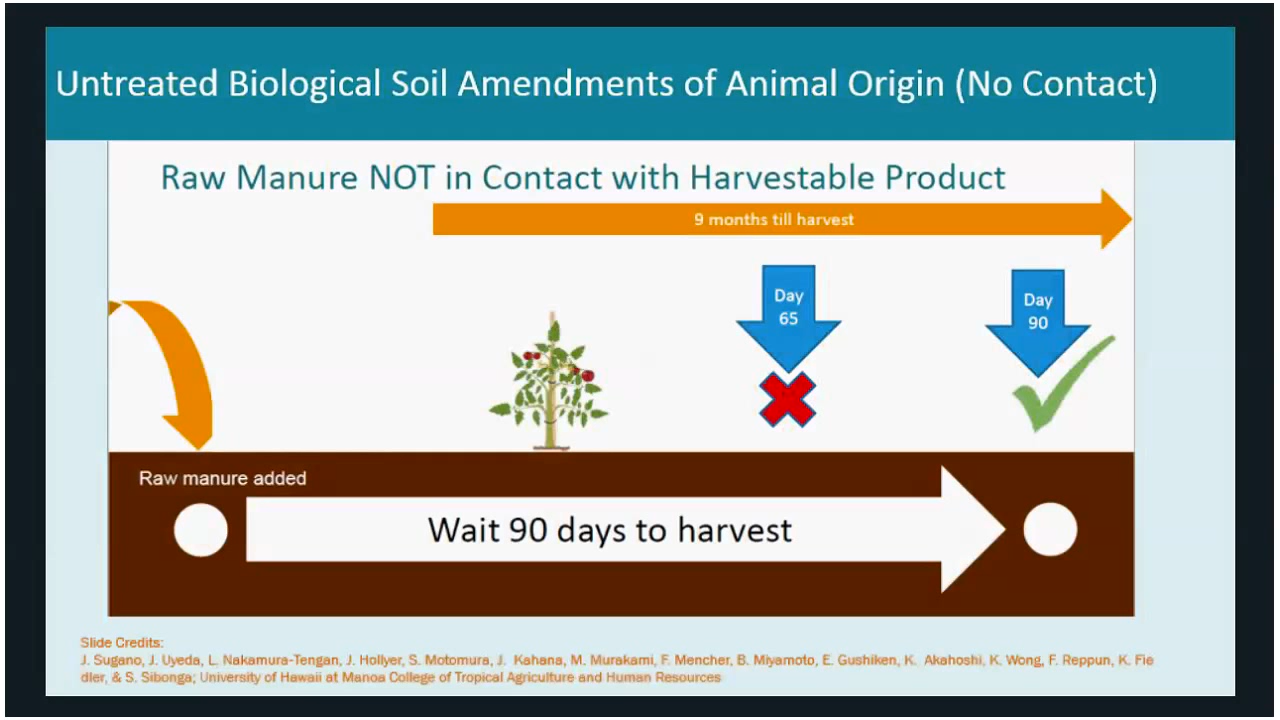 Untreated Biological Soil Amendments of Animal Origin (No Contact)
Raw Manure NOT in Contact with Harvestable Product
9 months till harvest
Day
65
Day
90
Raw manure added
Wait 90 days to harvest
Slide Credits:
J. Sugano, J. Uyeda, L. Nakamura-Tengan, J. Hollyer, S. Motomura, J. Kahana, M. Murakami, F. Mencher, B. Miyamoto, E. Gushiken, K. Akahoshi, K. Wong, F. Reppun, K. Fie
dler, & S. Sibonga; University of Hawaii at Manoa College of Tropical Agriculture and Human Resources